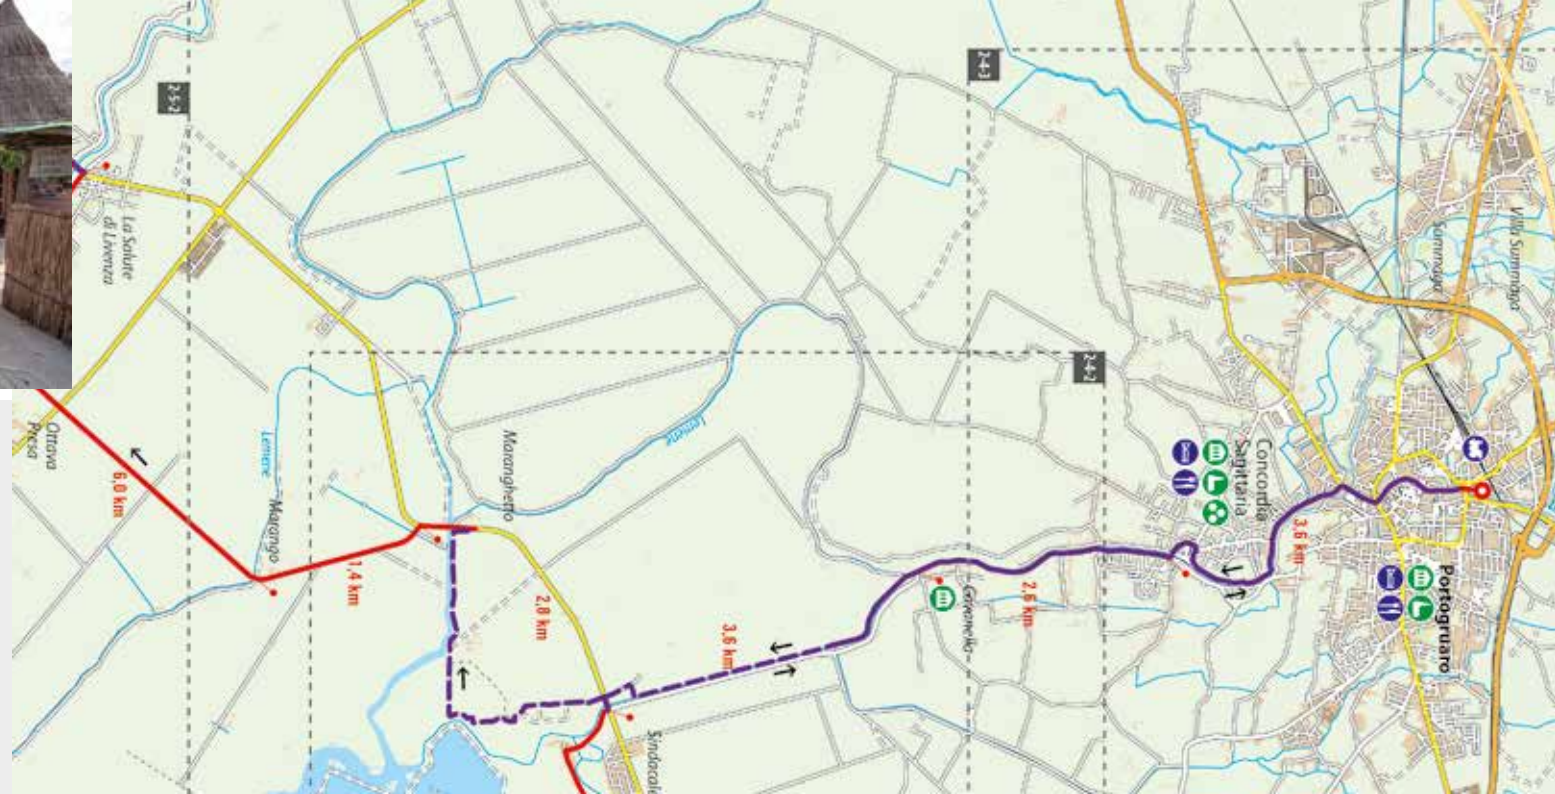 2-5-2
2-4-3
2-4-2
La Salute
di Livenza
Ottava
Presa
6,0 km
Lemene
Marango
1,4 km
Maranghetto
Lemene
2,8 km
3,6 km
Sindacale
Gavanella
2,6 km
Concordia
Sagittaria
3,6 km
Portogruaro
Summaga
Villa Summaga